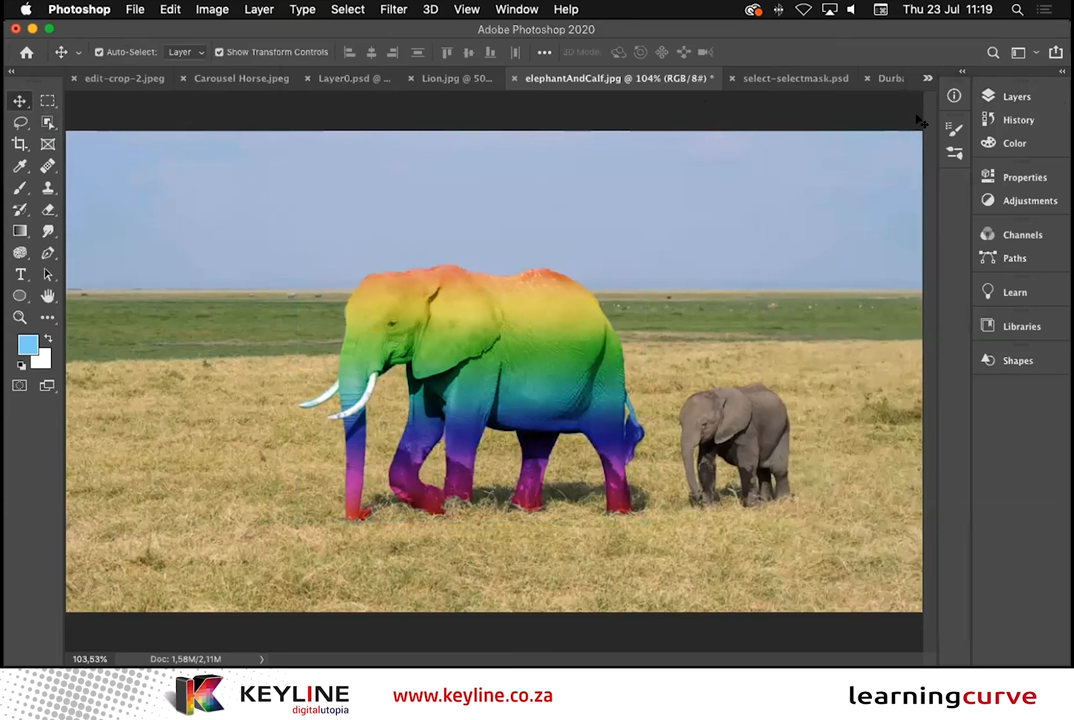 Photoshop File Edit Image Layer Type Select Filter 3D View Window Help Thu 23 Jul 11:19
Adobe Photoshop 2020
Auto-Select: Layer Show Transform Controls 3D Mode:
edit-crop-2.jpeg Carousel Horse.jpeg Layer0.psd @ ... Lion.jpg @ 50... elephantAndCalf.jpg @ 104% (RGB/8#) * select-selectmask.psd Durba
Layers
History
Color
Properties
Adjustments
Channels
Paths
Learn
Libraries
Shapes
103,53% Doc: 1,58M/2,11M
KEYLINE
digitalutopia
www.keyline.co.za
learningcurve